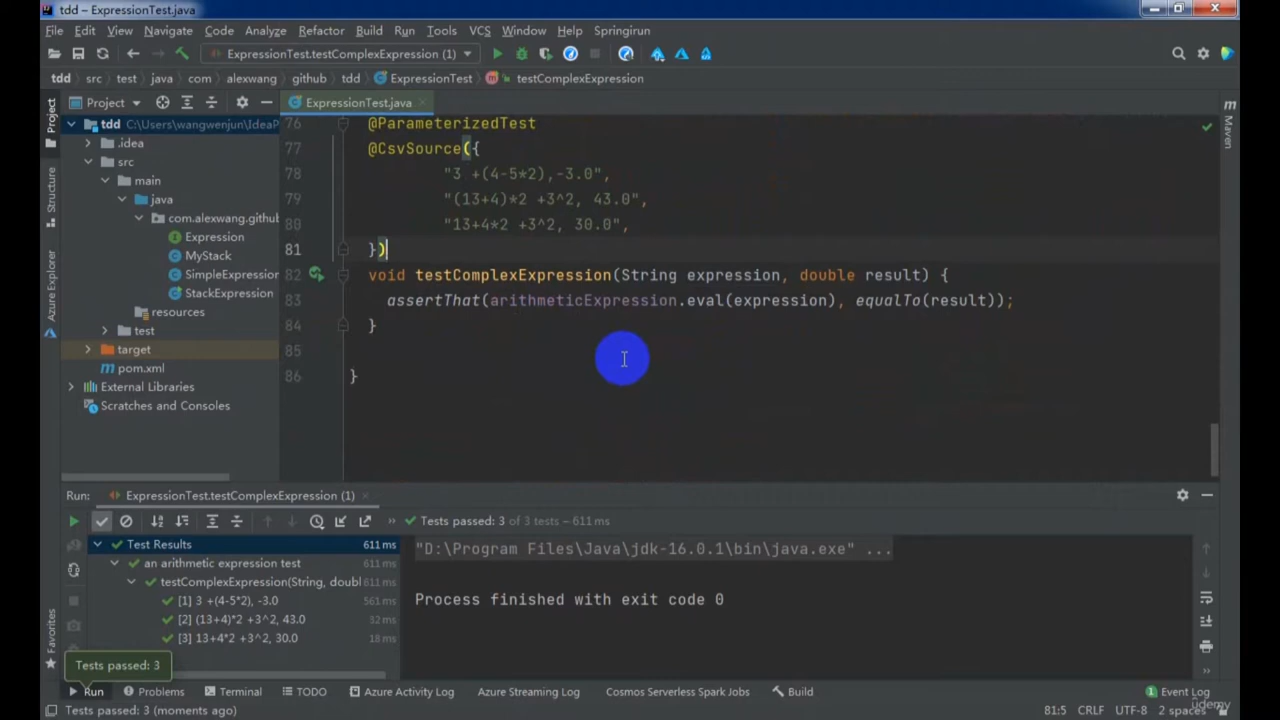 tdd – ExpressionTest.java
File Edit View Navigate Code Analyze Refactor Build Run Tools VCS Window Help Springirun
ExpressionTest.testComplexExpression (1)
tdd src test java com alexwang github tdd ExpressionTest testComplexExpression
Project
ExpressionTest.java
tdd C:\Users\wangwenjun\IdeaP
.idea
src
main
java
com.alexwang.github
Expression
MyStack
SimpleExpression
StackExpression
resources
test
target
pom.xml
External Libraries
Scratches and Consoles
Project
Structure
Azure Explorer
Favorites
Maven
76 @ParameterizedTest
77 @CsvSource({
78 "3 +(4-5*2),-3.0",
79 "(13+4)*2 +3^2, 43.0",
80 "13+4*2 +3^2, 30.0",
81 })
82 void testComplexExpression(String expression, double result) {
83 assertThat(arithmeticExpression.eval(expression), equalTo(result));
84 }
85
86 }
Run: ExpressionTest.testComplexExpression (1)
Tests passed: 3 of 3 tests – 611 ms
Test Results 611 ms
an arithmetic expression test 611 ms
testComplexExpression(String, doubl 611 ms
[1] 3 +(4-5*2), -3.0 561 ms
[2] (13+4)*2 +3^2, 43.0 32 ms
[3] 13+4*2 +3^2, 30.0 18 ms
"D:\Program Files\Java\jdk-16.0.1\bin\java.exe" ...
Process finished with exit code 0
Tests passed: 3
Run Problems Terminal TODO Azure Activity Log Azure Streaming Log Cosmos Serverless Spark Jobs Build 1 Event Log
Tests passed: 3 (moments ago) 81:5 CRLF UTF-8 2 spaces
udemy